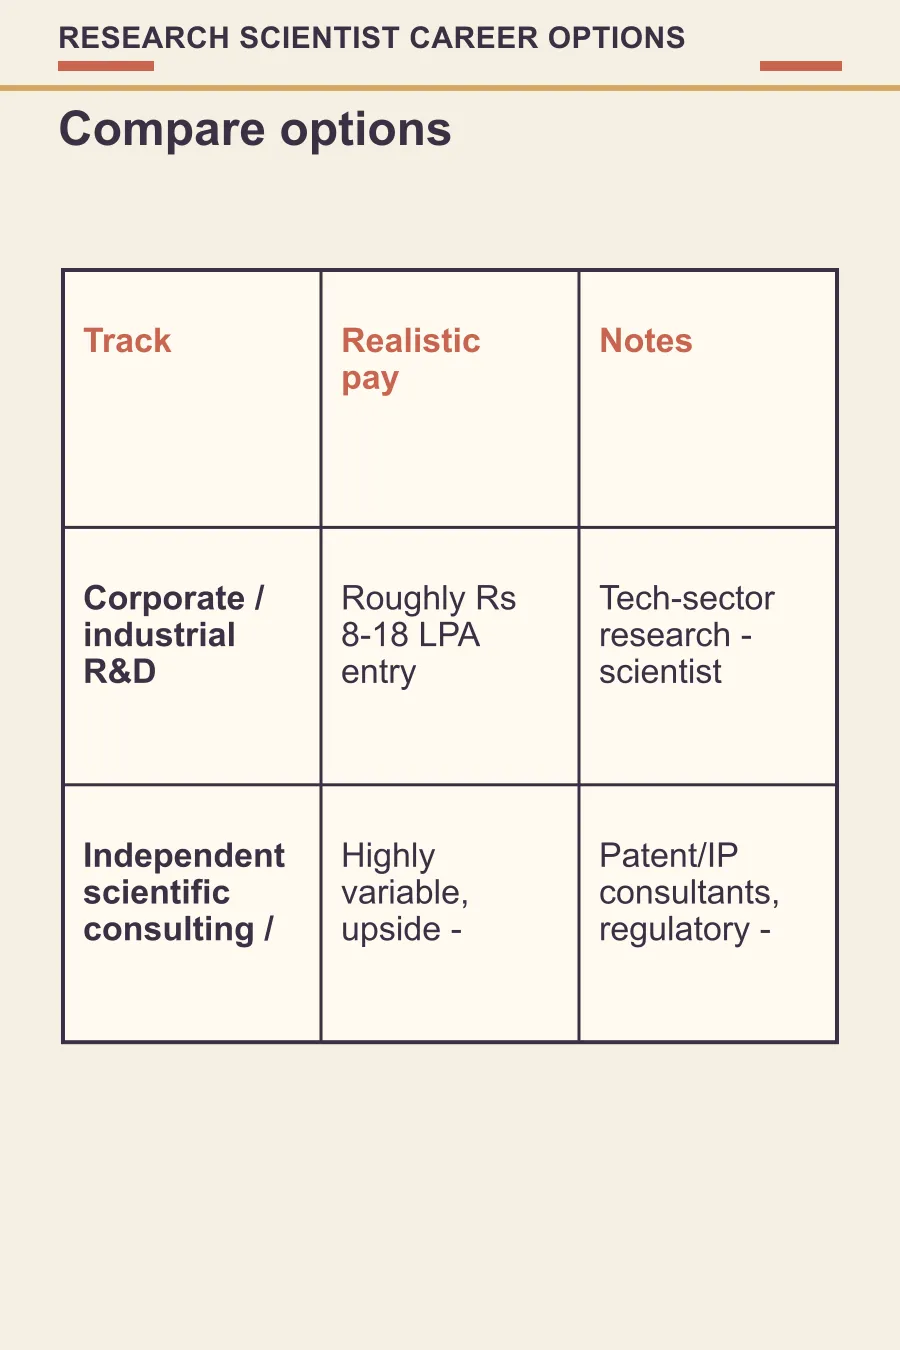 RESEARCH SCIENTIST CAREER OPTIONS
Compare options
Track
Realistic
pay
Notes
Corporate /
industrial
R&D
Roughly Rs
8-18 LPA
entry
Tech-sector
research -
scientist
Independent
scientific
consulting /
Highly
variable,
upside -
Patent/IP
consultants,
regulatory -